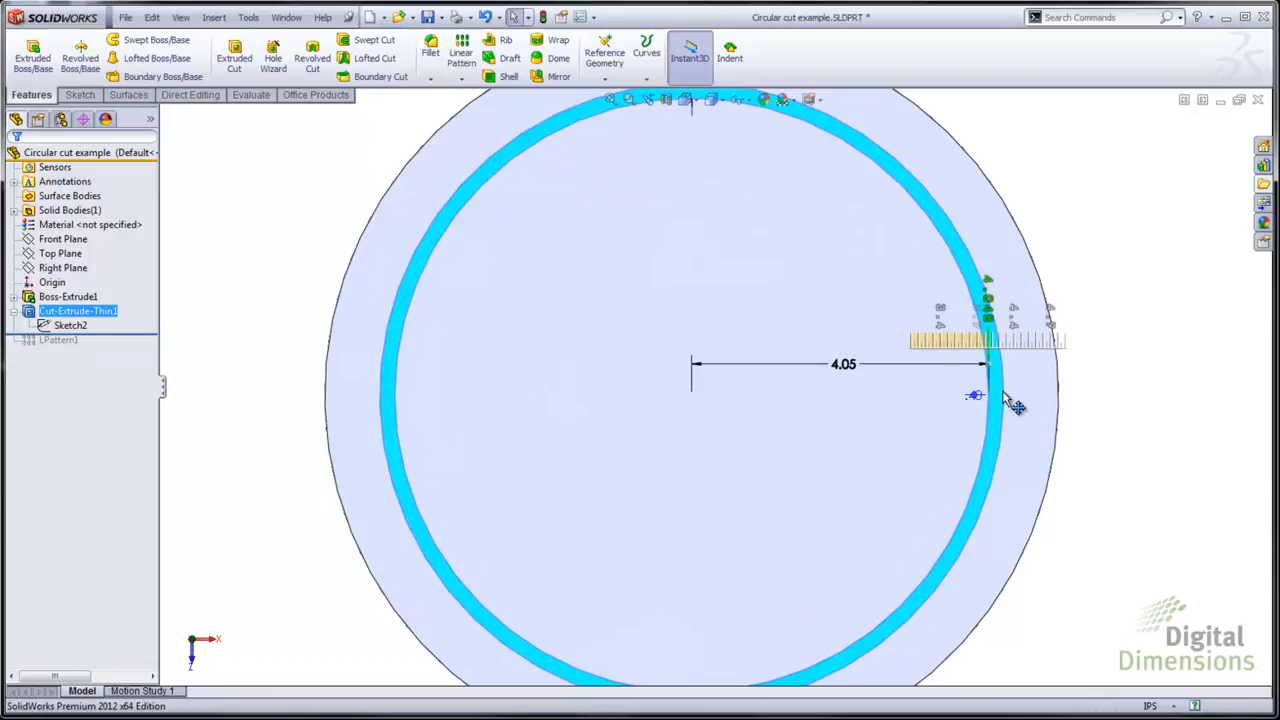 SOLIDWORKS File Edit View Insert Tools Window Help Circular cut example.SLDPRT * Search Commands
Extruded Boss/Base Revolved Boss/Base Swept Boss/Base Lofted Boss/Base Boundary Boss/Base Extruded Cut Hole Wizard Revolved Cut Swept Cut Lofted Cut Boundary Cut Fillet Linear Pattern Rib Draft Shell Wrap Dome Mirror Reference Geometry Curves Instant3D Indent
Features Sketch Surfaces Direct Editing Evaluate Office Products
Circular cut example (Default<
Sensors
Annotations
Surface Bodies
Solid Bodies(1)
Material <not specified>
Front Plane
Top Plane
Right Plane
Origin
Boss-Extrude1
Cut-Extrude-Thin1
Sketch2
LPattern1
4.05
X
Z
Digital
Dimensions
Model Motion Study 1
SolidWorks Premium 2012 x64 Edition IPS